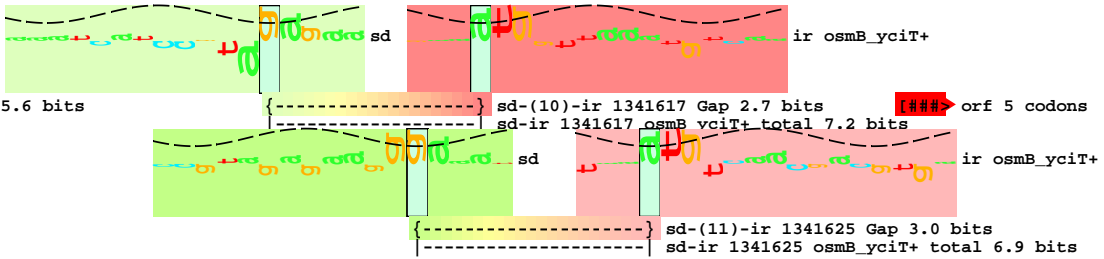 sd
ir osmB_yciT+
5.6 bits
{-----------------} sd-(10)-ir 1341617 Gap 2.7 bits
[###> orf 5 codons
|-----------------| sd-ir 1341617 osmB_yciT+ total 7.2 bits
sd
ir osmB_yciT+
{------------------} sd-(11)-ir 1341625 Gap 3.0 bits
|------------------| sd-ir 1341625 osmB_yciT+ total 6.9 bits